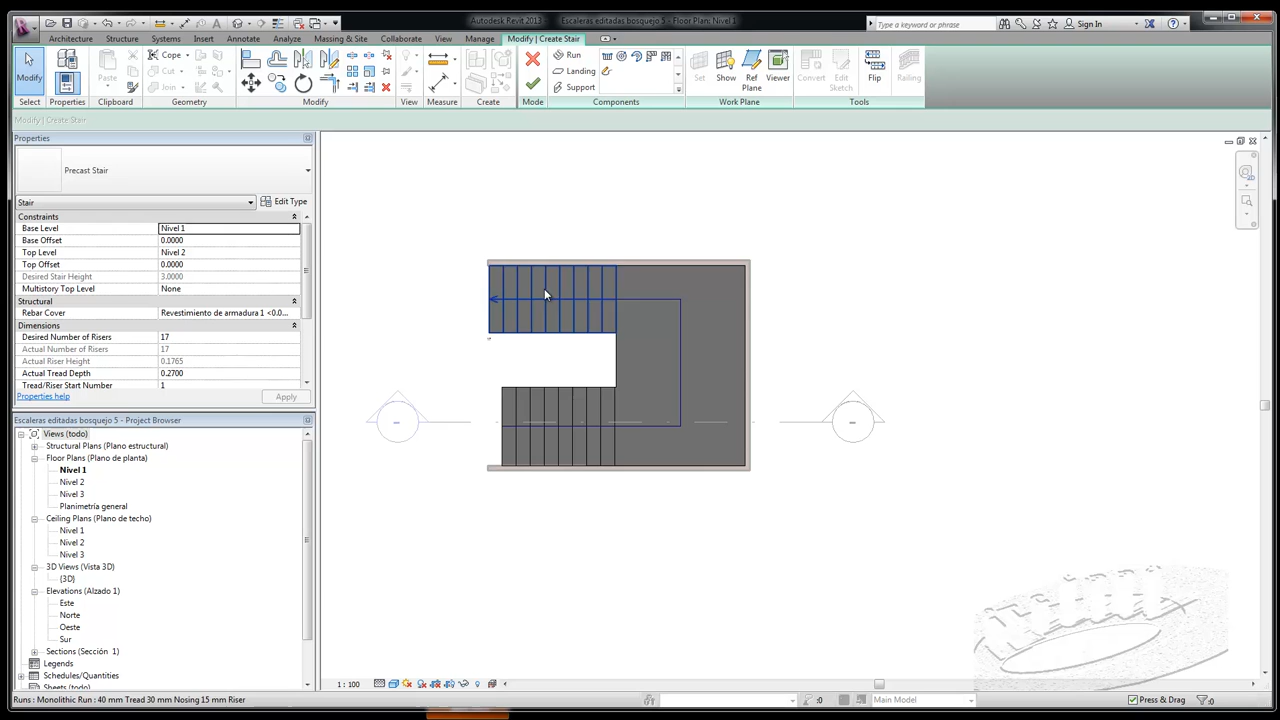 Autodesk Revit 2013
Escaleras editadas bosquejo 5 - Floor Plan: Nivel 1
Type a keyword or phrase
Sign In
Architecture
Structure
Systems
Insert
Annotate
Analyze
Massing & Site
Collaborate
View
Manage
Modify | Create Stair
Modify
Paste
Cope
Cut
Join
Run
Landing
Support
Set
Show
Ref Plane
Viewer
Convert
Edit Sketch
Flip
Railing
Select
Properties
Clipboard
Geometry
Modify
View
Measure
Create
Mode
Components
Work Plane
Tools
Modify | Create Stair
Properties
Precast Stair
Stair
Edit Type
Constraints
Base Level Nivel 1
Base Offset 0.0000
Top Level Nivel 2
Top Offset 0.0000
Desired Stair Height 3.0000
Multistory Top Level None
Structural
Rebar Cover Revestimiento de armadura 1 <0.0...
Dimensions
Desired Number of Risers 17
Actual Number of Risers 17
Actual Riser Height 0.1765
Actual Tread Depth 0.2700
Tread/Riser Start Number 1
Properties help
Apply
Escaleras editadas bosquejo 5 - Project Browser
Views (todo)
Structural Plans (Plano estructural)
Floor Plans (Plano de planta)
Nivel 1
Nivel 2
Nivel 3
Planimetría general
Ceiling Plans (Plano de techo)
Nivel 1
Nivel 2
Nivel 3
3D Views (Vista 3D)
{3D}
Elevations (Alzado 1)
Este
Norte
Oeste
Sur
Sections (Sección 1)
Legends
Schedules/Quantities
Sheets (todo)
1 : 100
Runs : Monolithic Run : 40 mm Tread 30 mm Nosing 15 mm Riser
:0
Main Model
Press & Drag
:0